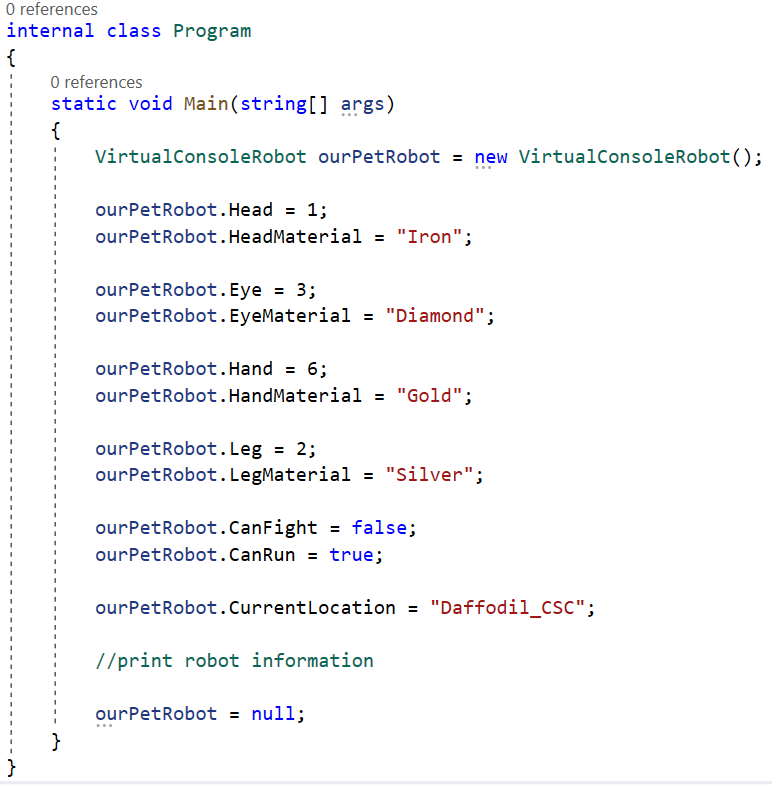 0 references
internal class Program
{
0 references
static void Main(string[] args)
{
VirtualConsoleRobot ourPetRobot = new VirtualConsoleRobot();
ourPetRobot.Head = 1;
ourPetRobot.HeadMaterial = "Iron";
ourPetRobot.Eye = 3;
ourPetRobot.EyeMaterial = "Diamond";
ourPetRobot.Hand = 6;
ourPetRobot.HandMaterial = "Gold";
ourPetRobot.Leg = 2;
ourPetRobot.LegMaterial = "Silver";
ourPetRobot.CanFight = false;
ourPetRobot.CanRun = true;
ourPetRobot.CurrentLocation = "Daffodil_CSC";
//print robot information
ourPetRobot = null;
}
}